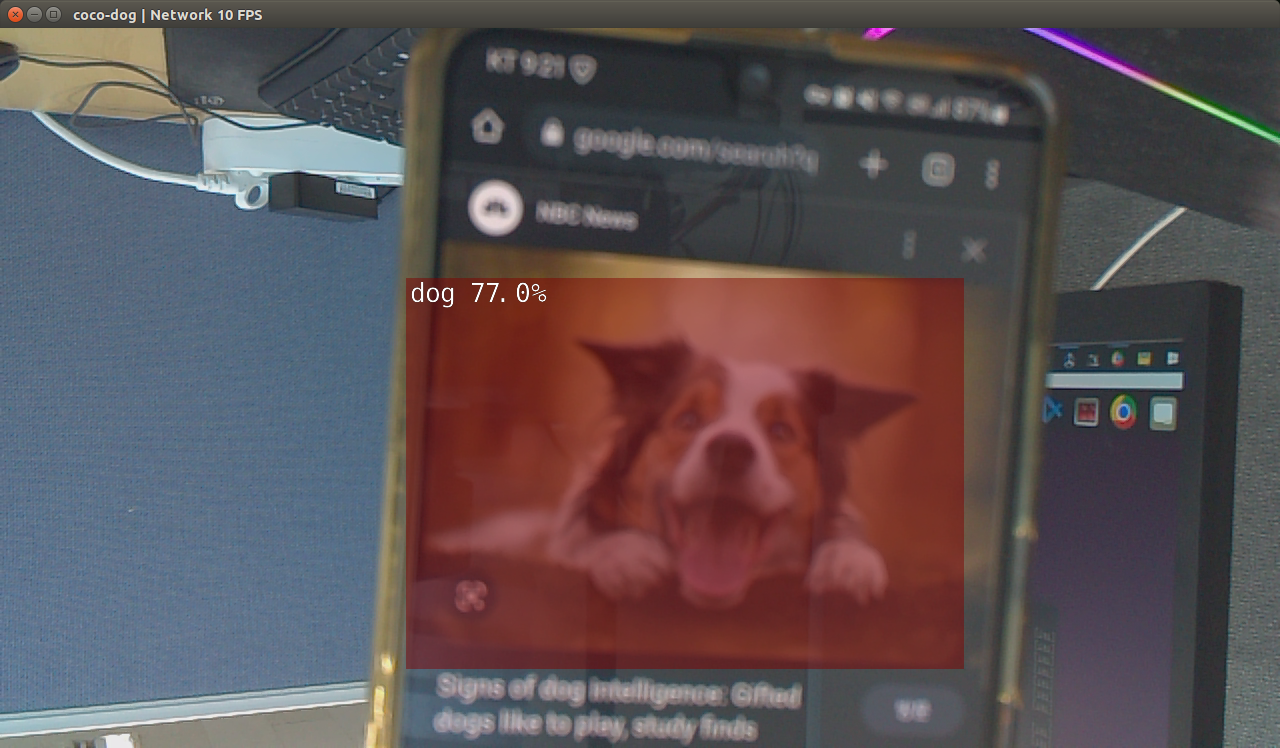 coco-dog | Network 10 FPS
KT 9:21
87%
google.com/search?q
NBC News
dog 77.0%
Signs of dog intelligence: Gifted
dogs like to play, study finds